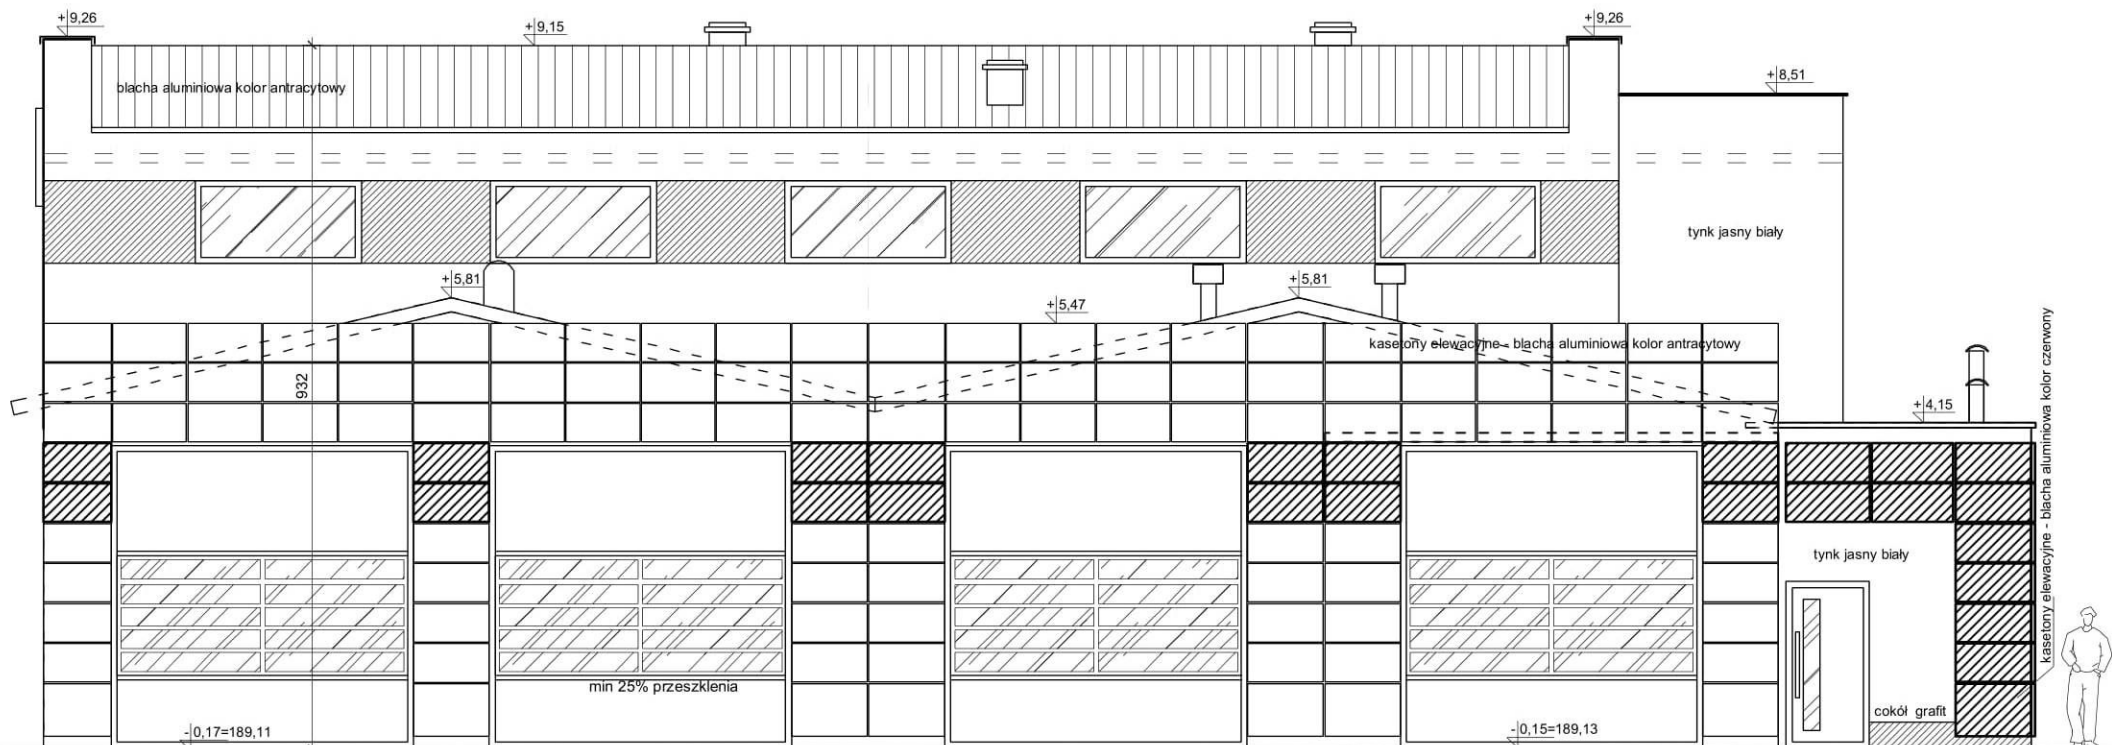 +9,26
+9,15
+9,26
+8,51
blacha aluminiowa kolor antracytowy
tynk jasny biały
+5,81
+5,81
+5,47
kasetony elewacyjne - blacha aluminiowa kolor antracytowy
932
+4,15
kasetony elewacyjne - blacha aluminiowa kolor czerwony
tynk jasny biały
min 25% przeszklenia
cokół grafit
-0,17=189,11
-0,15=189,13